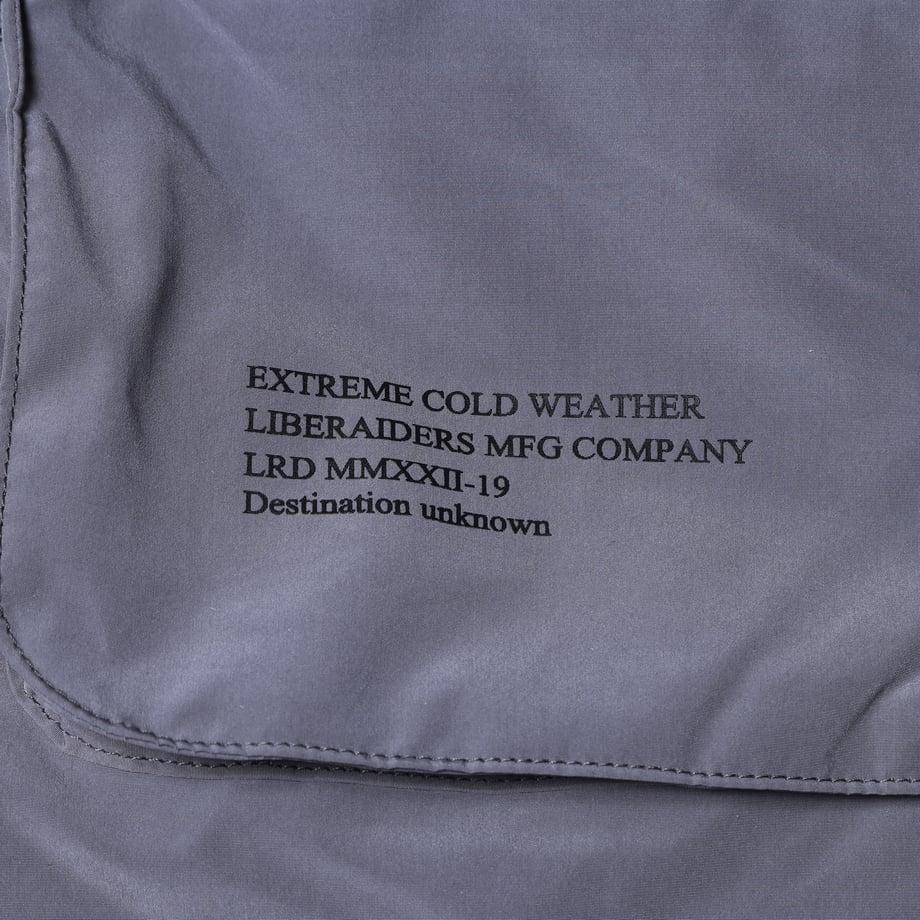 EXTREME COLD WEATHER
LIBERAIDERS MFG COMPANY
LRD MMXXII-19
Destination unknown